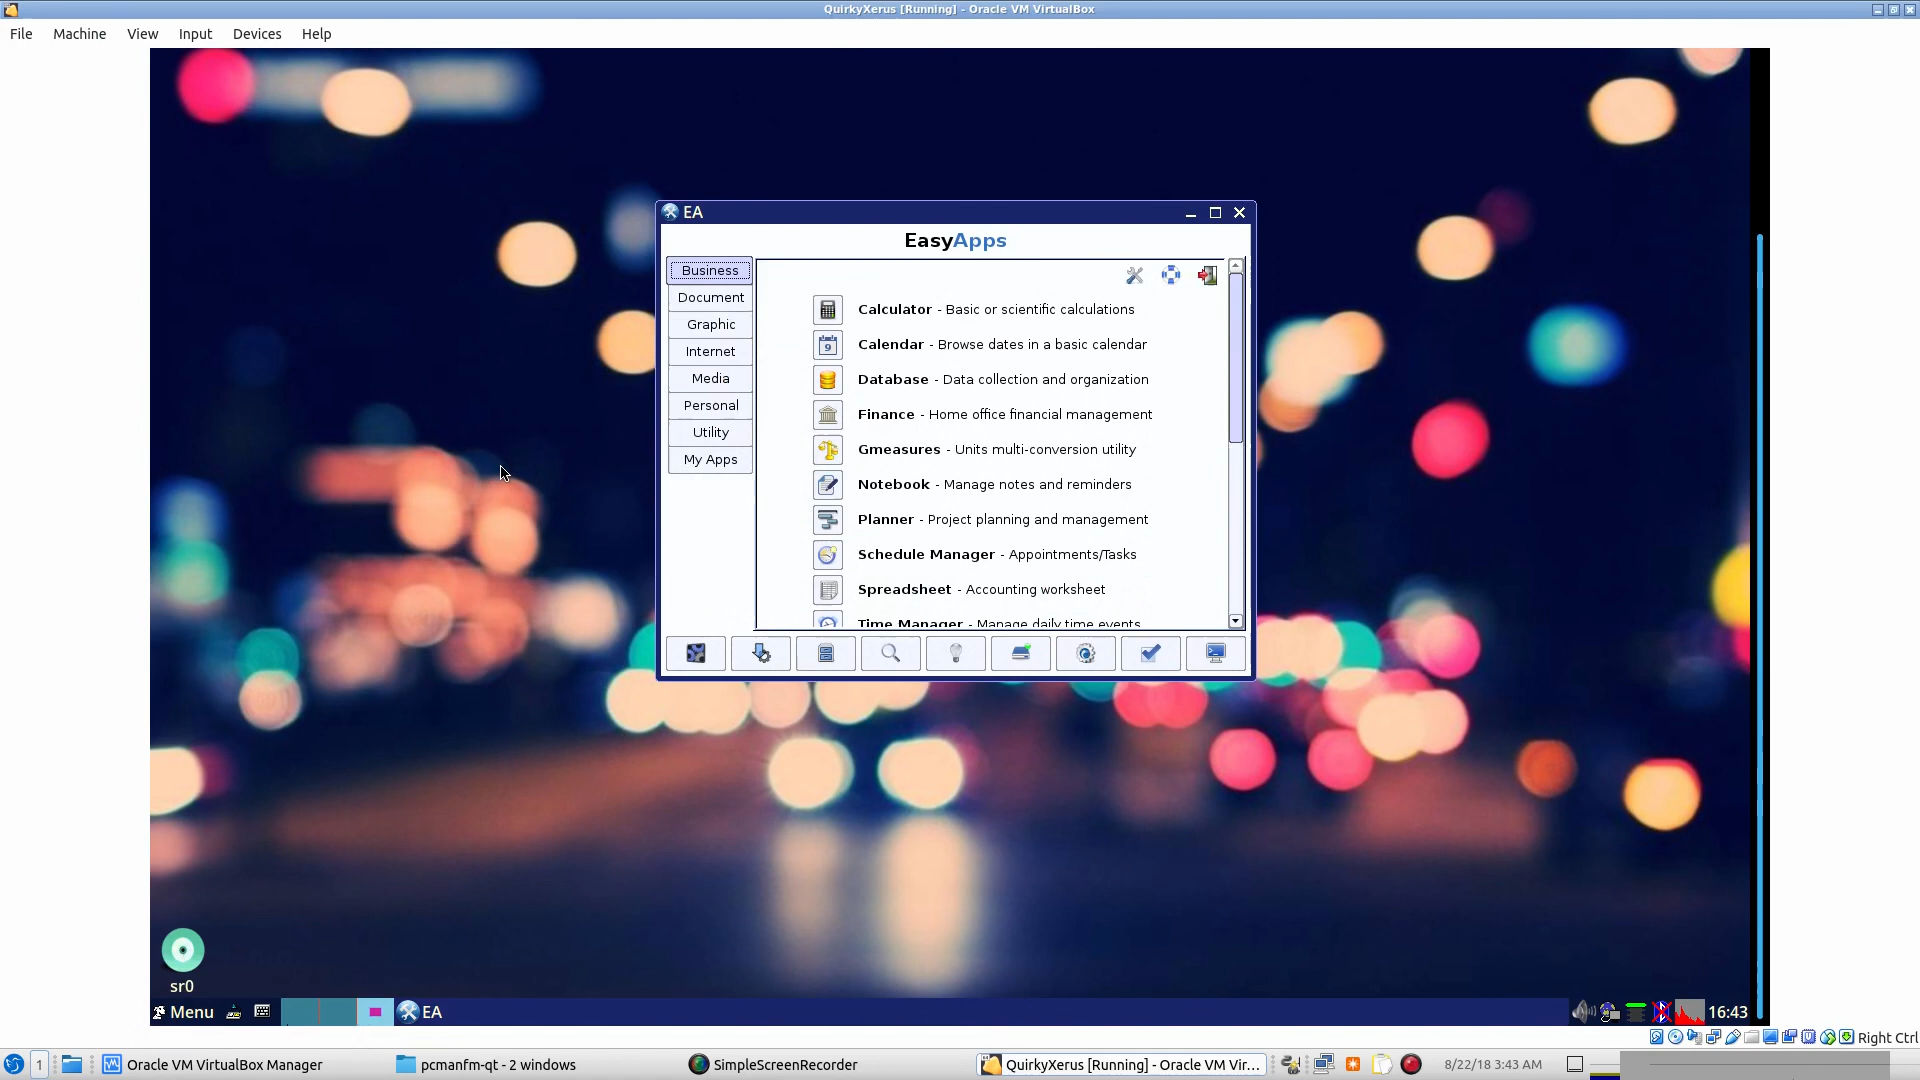 QuirkyXerus [Running] - Oracle VM VirtualBox
File Machine View Input Devices Help
EA
EasyApps
Business
Document
Graphic
Internet
Media
Personal
Utility
My Apps
Calculator - Basic or scientific calculations
Calendar - Browse dates in a basic calendar
9
Database - Data collection and organization
Finance - Home office financial management
Gmeasures - Units multi-conversion utility
Notebook - Manage notes and reminders
Planner - Project planning and management
Schedule Manager - Appointments/Tasks
Spreadsheet - Accounting worksheet
Time Manager - Manage daily time events
sr0
Menu EA 16:43
Right Ctrl
1 Oracle VM VirtualBox Manager pcmanfm-qt - 2 windows SimpleScreenRecorder QuirkyXerus [Running] - Oracle VM Vir... 8/22/18 3:43 AM